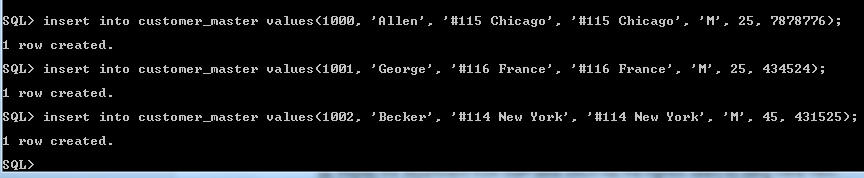 SQL> insert into customer_master values(1000, 'Allen', '#115 Chicago', '#115 Chicago', 'M', 25, 7878776);
1 row created.
SQL> insert into customer_master values(1001, 'George', '#116 France', '#116 France', 'M', 25, 434524);
1 row created.
SQL> insert into customer_master values(1002, 'Becker', '#114 New York', '#114 New York', 'M', 45, 431525);
1 row created.
SQL>